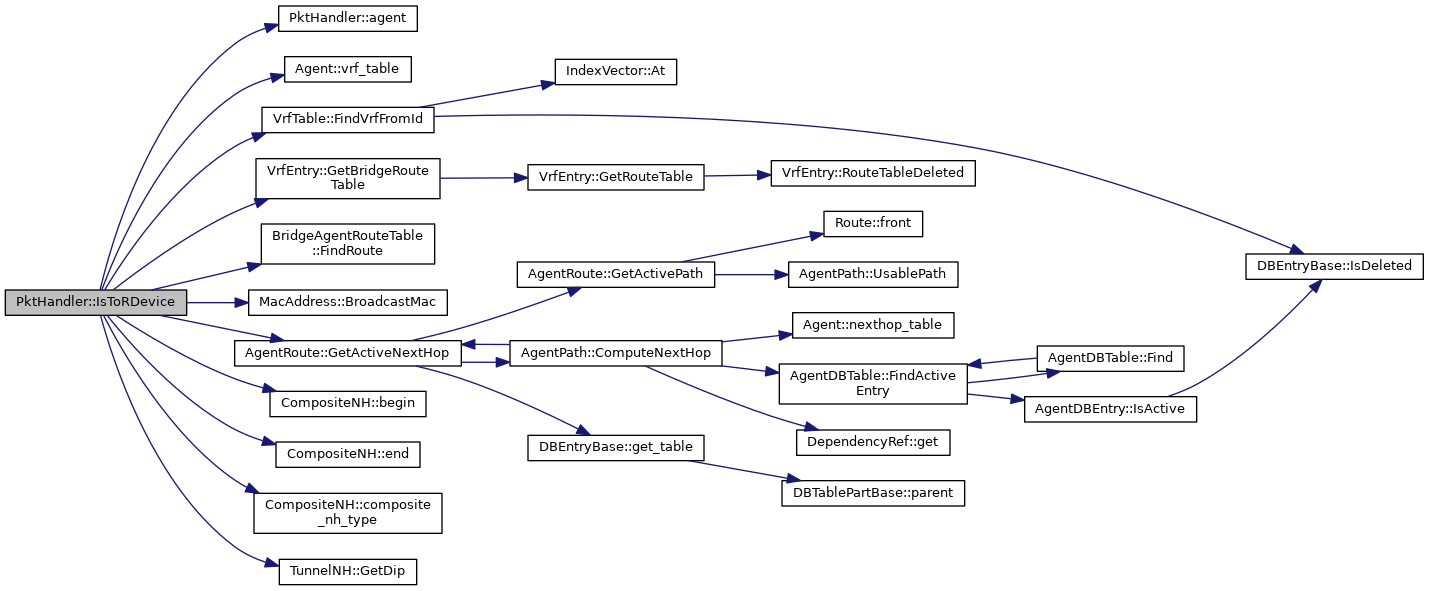 PktHandler::IsToRDevice
PktHandler::agent
Agent::vrf_table
VrfTable::FindVrfFromId
IndexVector::At
VrfEntry::GetBridgeRoute
Table
VrfEntry::GetRouteTable
VrfEntry::RouteTableDeleted
BridgeAgentRouteTable
::FindRoute
MacAddress::BroadcastMac
AgentRoute::GetActiveNextHop
AgentRoute::GetActivePath
Route::front
AgentPath::UsablePath
AgentPath::ComputeNextHop
Agent::nexthop_table
AgentDBTable::FindActive
Entry
AgentDBTable::Find
AgentDBEntry::IsActive
DBEntryBase::IsDeleted
DependencyRef::get
DBEntryBase::get_table
DBTablePartBase::parent
CompositeNH::begin
CompositeNH::end
CompositeNH::composite
_nh_type
TunnelNH::GetDip